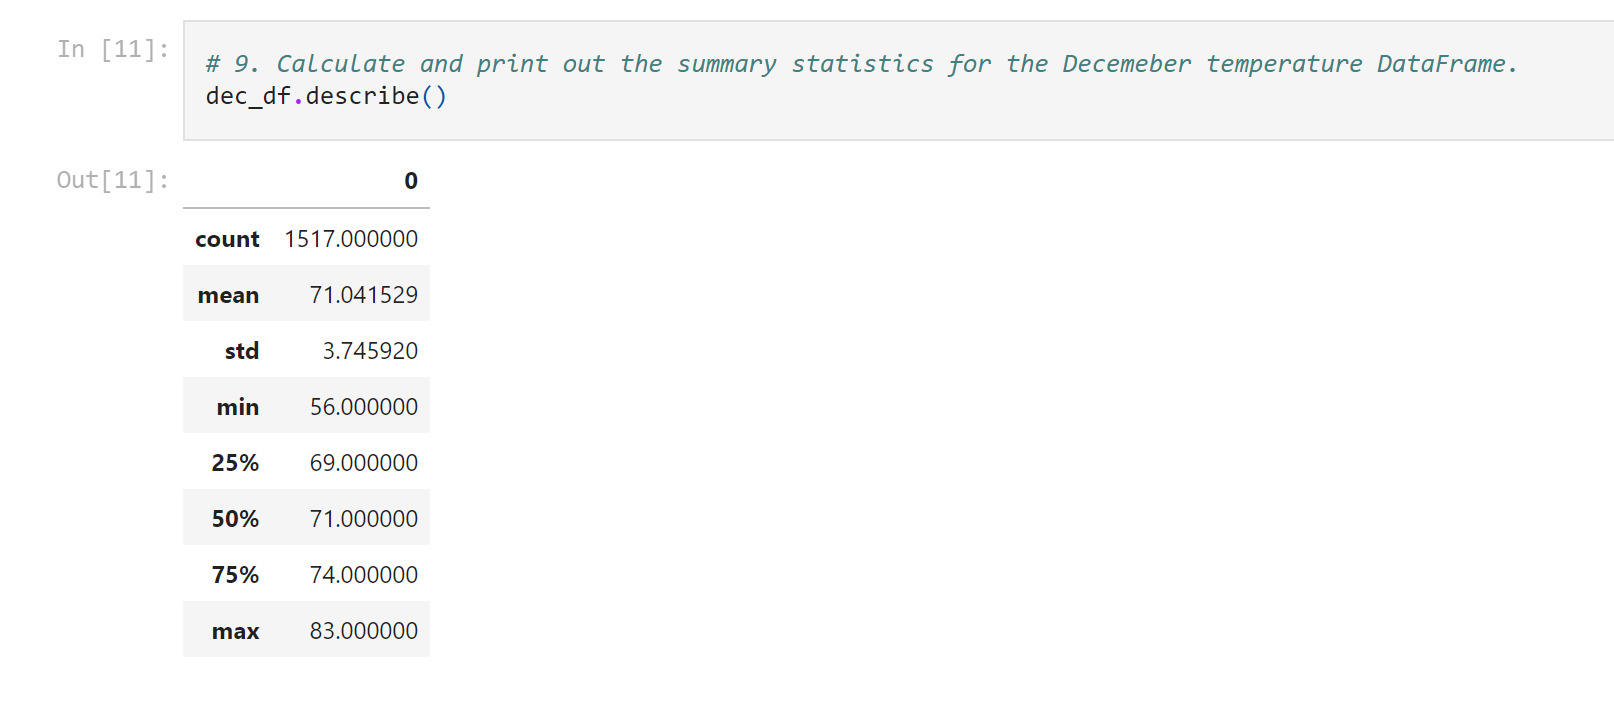 In [11]:
# 9. Calculate and print out the summary statistics for the Decemeber temperature DataFrame.
dec_df.describe()
Out[11]:
0
count 1517.000000
mean 71.041529
std 3.745920
min 56.000000
25% 69.000000
50% 71.000000
75% 74.000000
max 83.000000